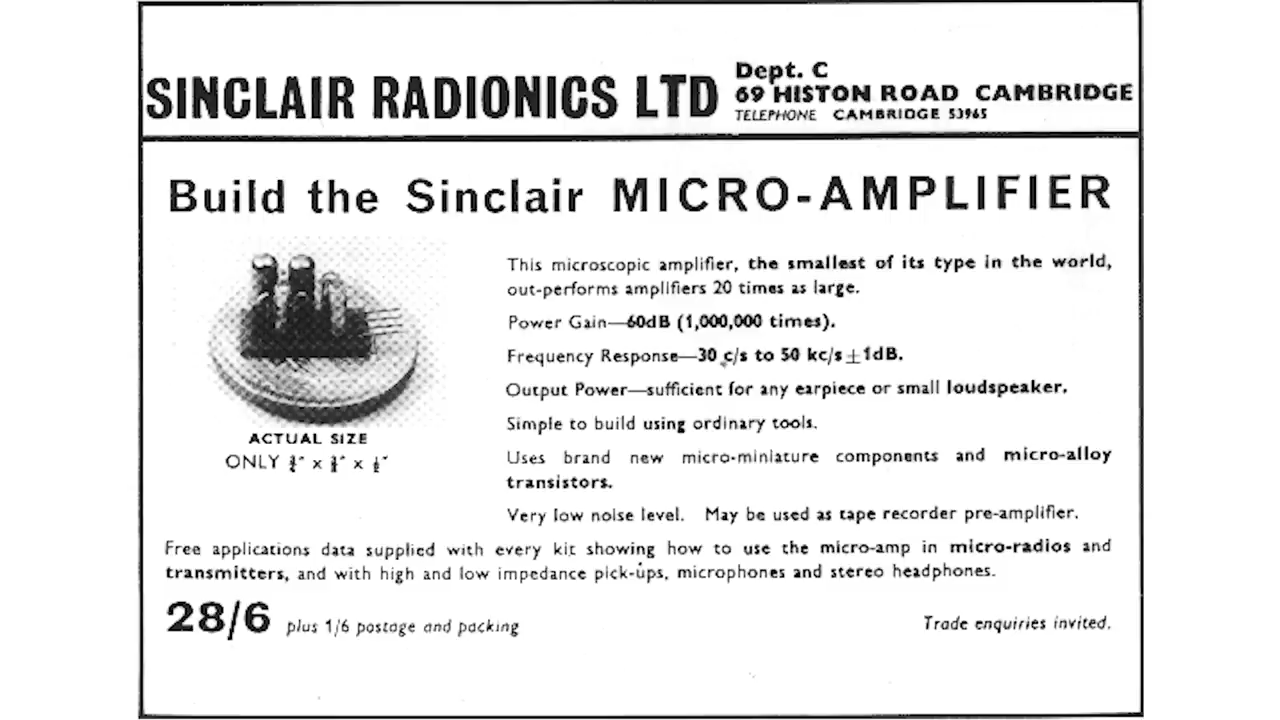 SINCLAIR RADIONICS LTD
Dept. C
69 HISTON ROAD CAMBRIDGE
TELEPHONE CAMBRIDGE 53965
Build the Sinclair MICRO-AMPLIFIER
ACTUAL SIZE
ONLY ¾" x ¾" x ½"
This microscopic amplifier, the smallest of its type in the world,
out-performs amplifiers 20 times as large.
Power Gain—60dB (1,000,000 times).
Frequency Response—30 c/s to 50 kc/s ± 1dB.
Output Power—sufficient for any earpiece or small loudspeaker.
Simple to build using ordinary tools.
Uses brand new micro-miniature components and micro-alloy
transistors.
Very low noise level. May be used as tape recorder pre-amplifier.
Free applications data supplied with every kit showing how to use the micro-amp in micro-radios and
transmitters, and with high and low impedance pick-ups, microphones and stereo headphones.
28/6 plus 1/6 postage and packing
Trade enquiries invited.